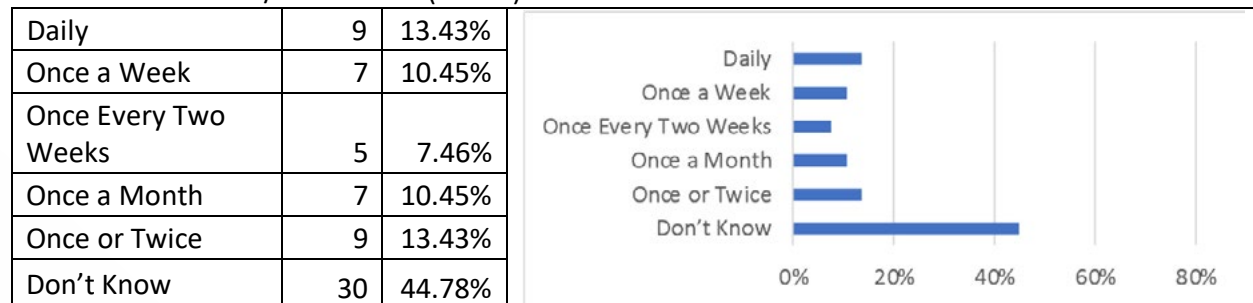 Daily 9 13.43%
Once a Week 7 10.45%
Once Every Two
Weeks 5 7.46%
Once a Month 7 10.45%
Once or Twice 9 13.43%
Don’t Know 30 44.78%
Daily
Once a Week
Once Every Two Weeks
Once a Month
Once or Twice
Don’t Know
0% 20% 40% 60% 80%